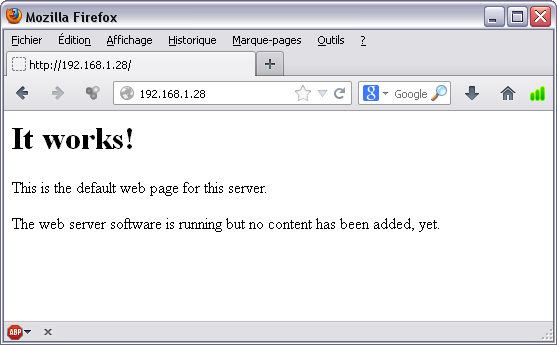 Mozilla Firefox
Fichier Édition Affichage Historique Marque-pages Outils ?
http://192.168.1.28/
192.168.1.28 Google
It works!
This is the default web page for this server.
The web server software is running but no content has been added, yet.
ABP